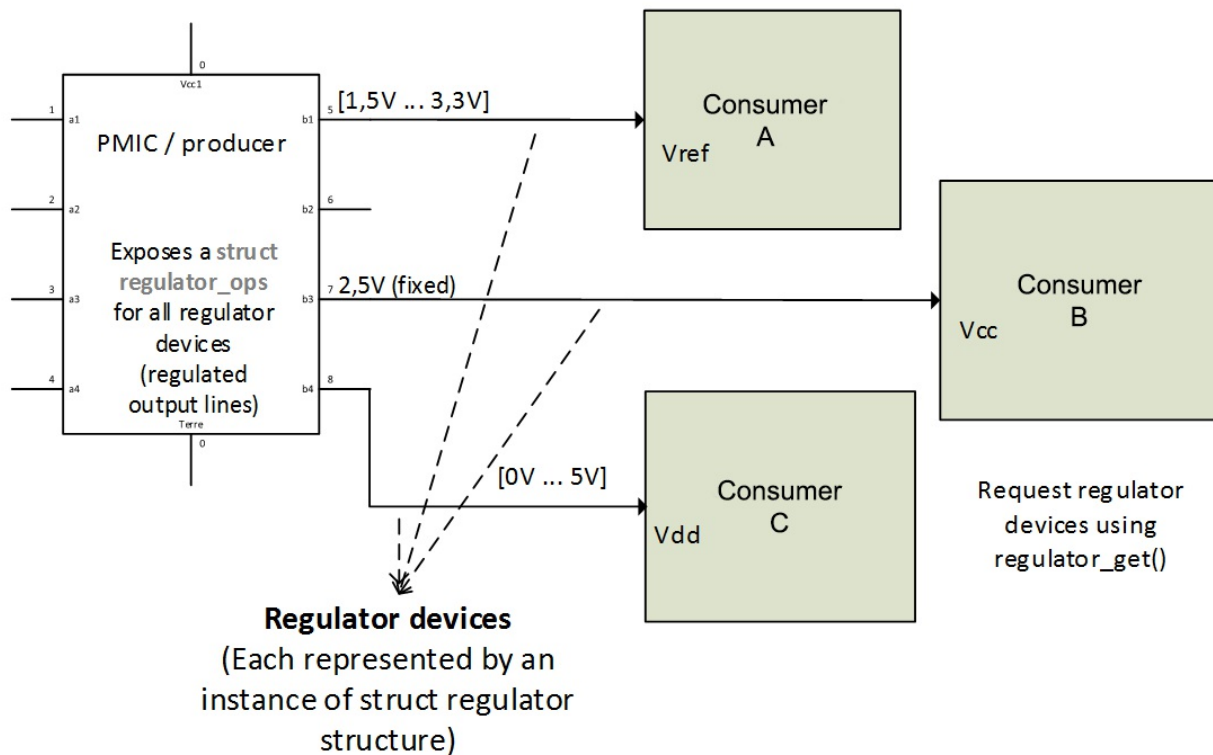 0
Vcc1
1
a1
PMIC / producer
b1
5
[1,5V ... 3,3V]
Consumer
A
Vref
2
a2
b2
6
Exposes a struct
regulator_ops
for all regulator
devices
(regulated
output lines)
3
a3
b3
7
2,5V (fixed)
Consumer
B
Vcc
4
a4
b4
8
Terre
0
[0V ... 5V]
Consumer
C
Vdd
Request regulator
devices using
regulator_get()
Regulator devices
(Each represented by an
instance of struct regulator
structure)